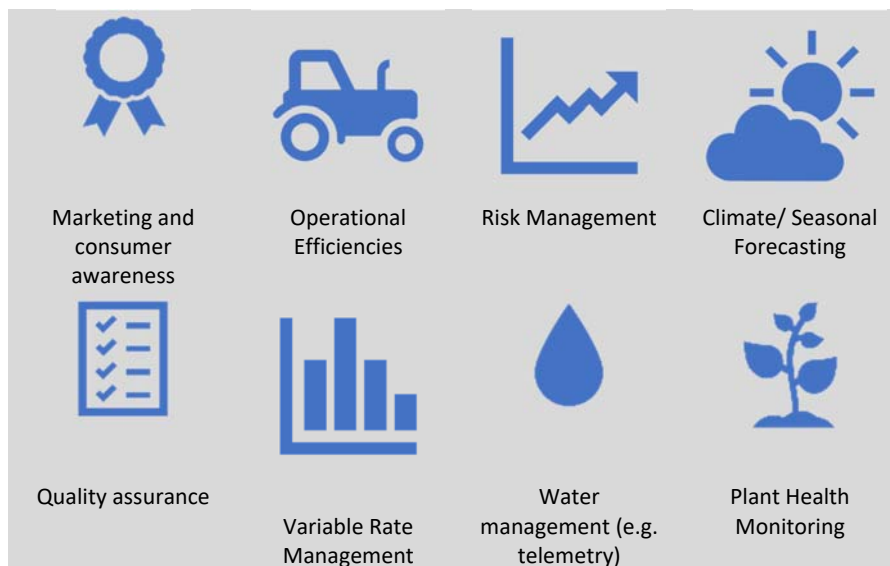 Marketing and
consumer
awareness
Operational
Efficiencies
Risk Management
Climate/ Seasonal
Forecasting
Quality assurance
Variable Rate
Management
Water
management (e.g.
telemetry)
Plant Health
Monitoring